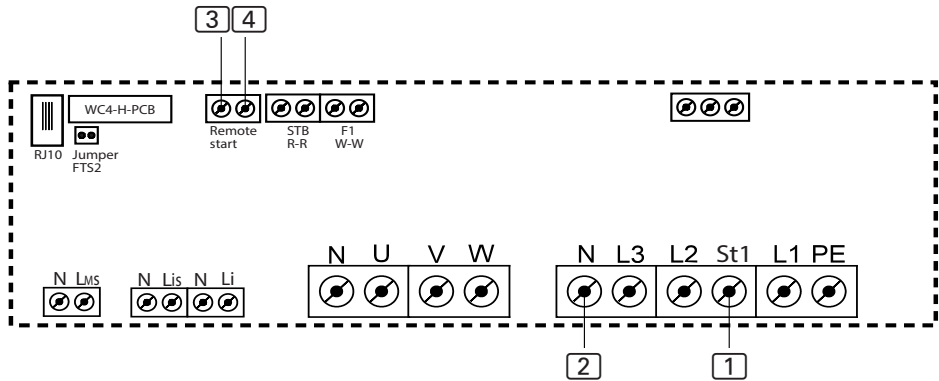 3 4
WC4-H-PCB
RJ10
Jumper
FTS2
Remote
start
STB
R-R
F1
W-W
N LMS
N Lis N Li
N U V W
N L3 L2 St1 L1 PE
2 1